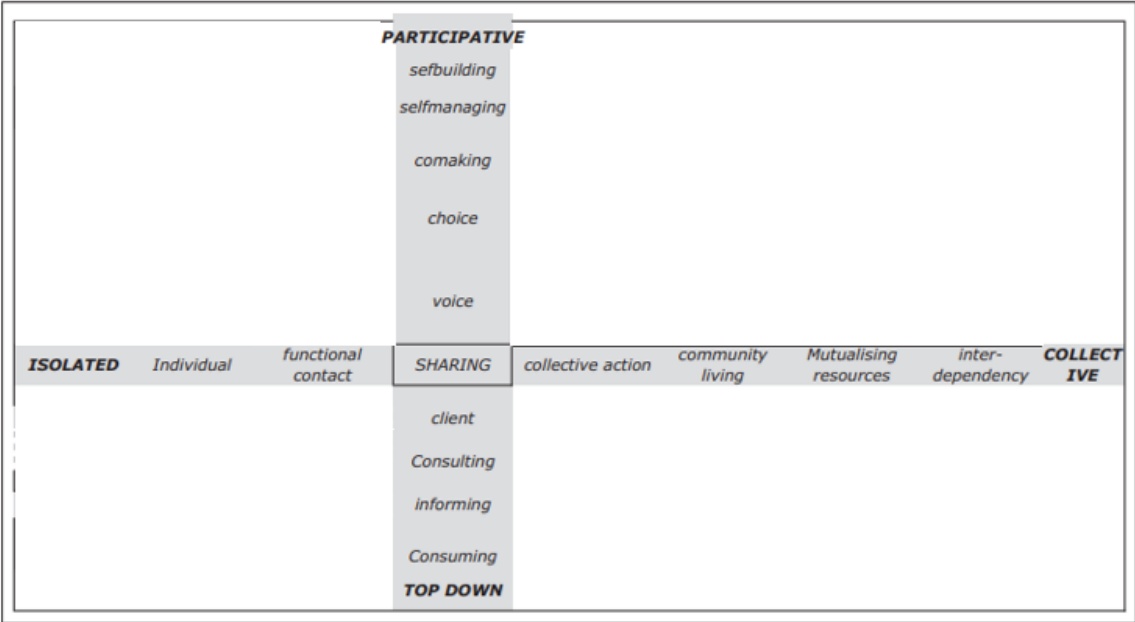 PARTICIPATIVE
sefbuilding
selfmanaging
comaking
choice
voice
ISOLATED
Individual
functional
contact
SHARING
collective action
community
living
Mutualising
resources
inter-
dependency
COLLECT
IVE
client
Consulting
informing
Consuming
TOP DOWN